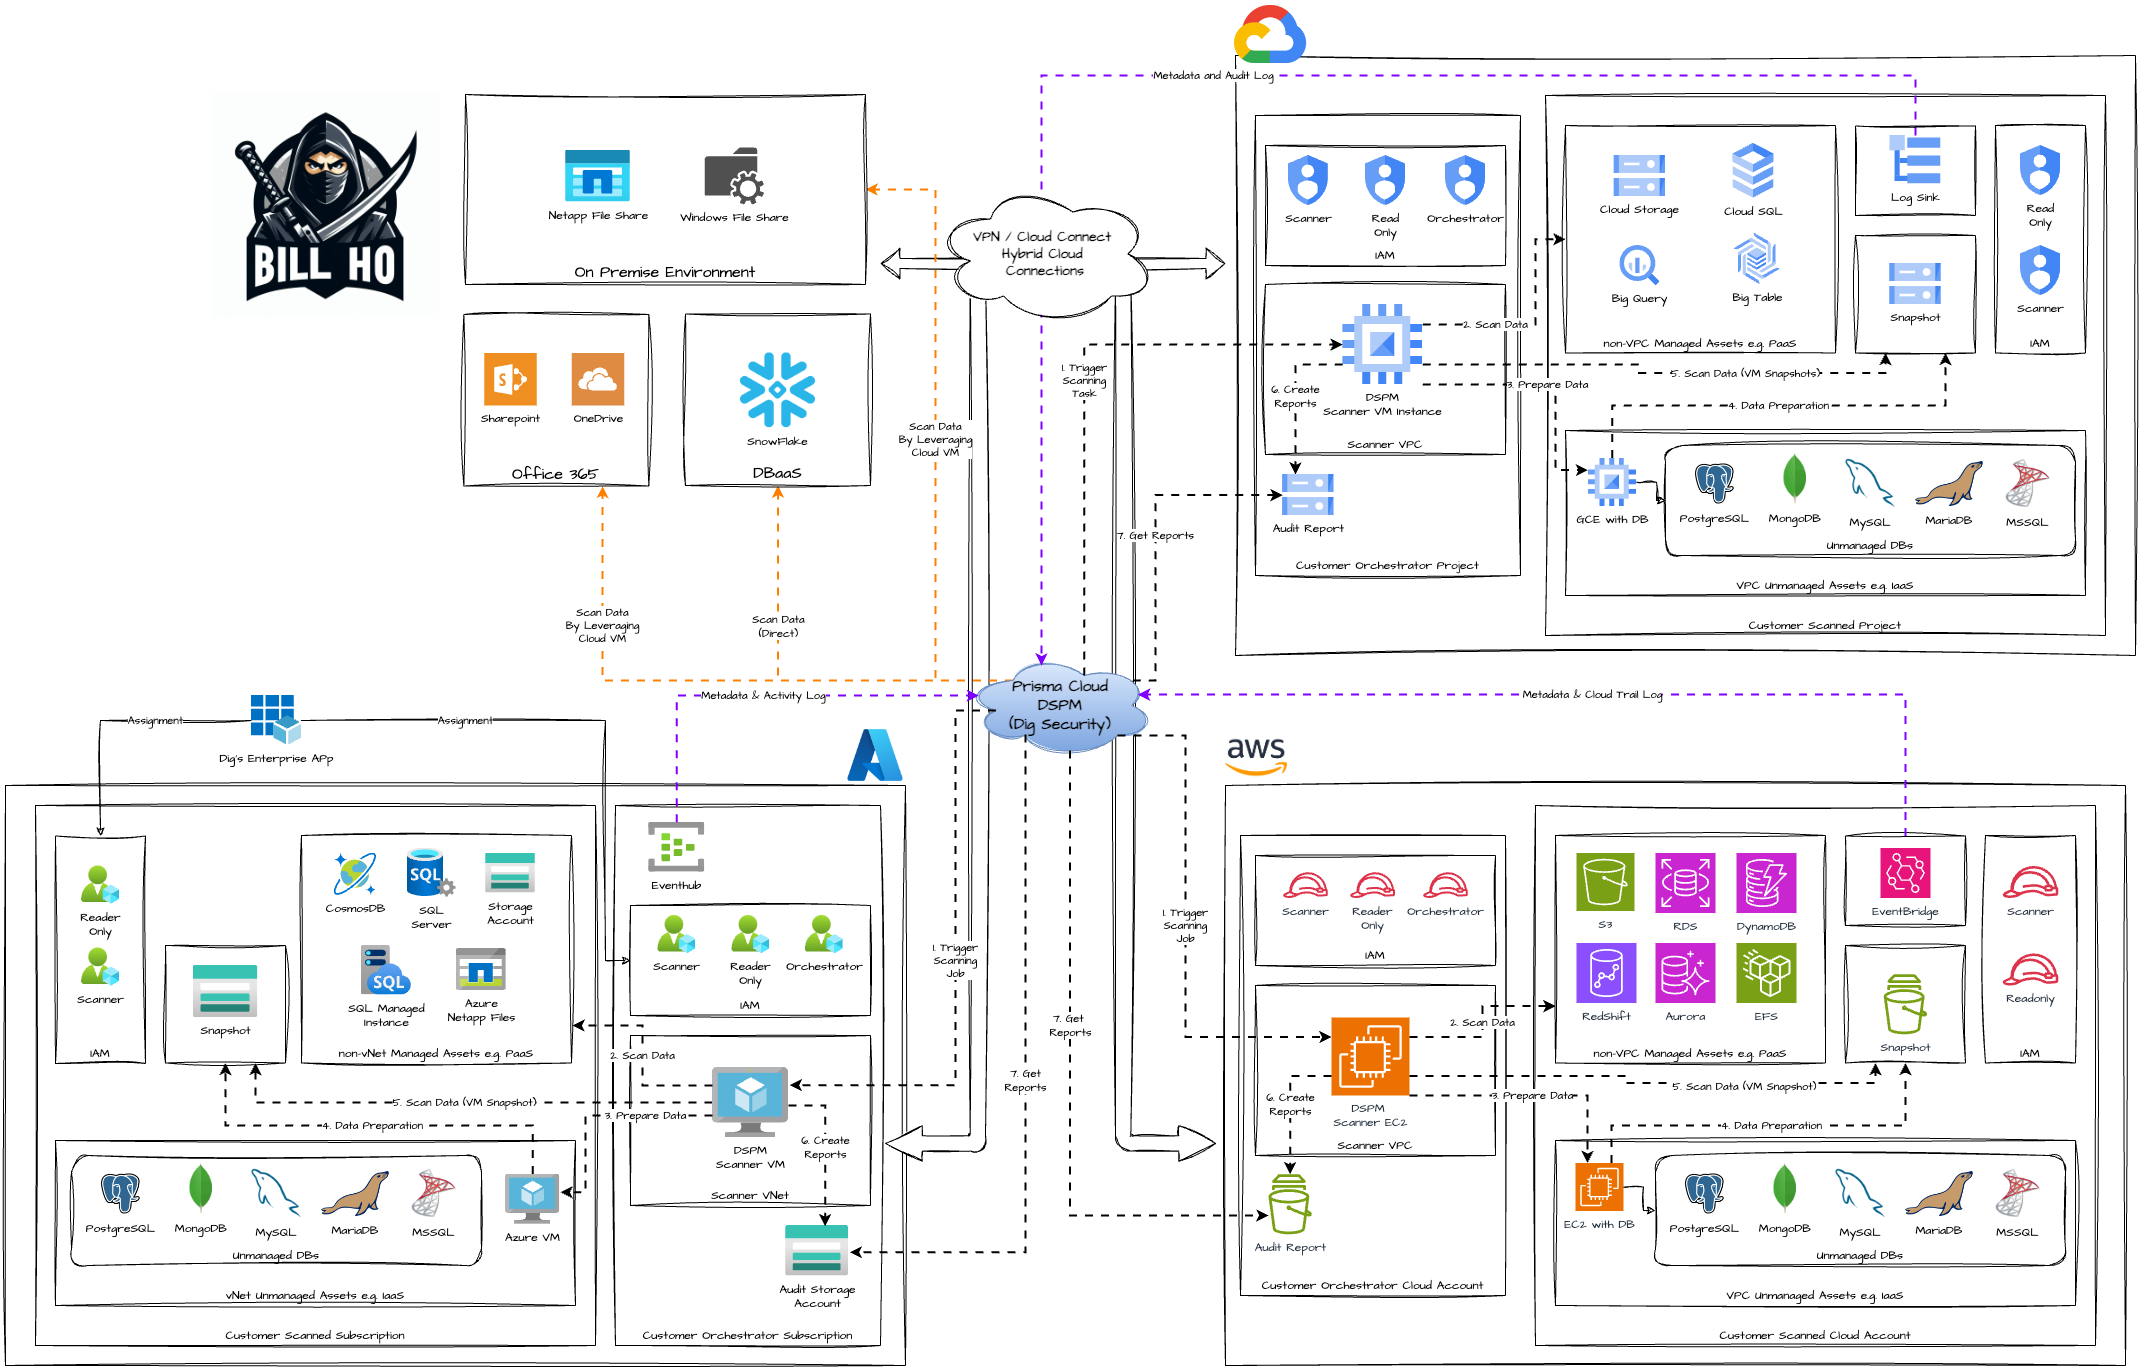 Metadata and Audit Log
BILL HO
Netapp File Share
Windows File Share
On Premise Environment
Sharepoint
OneDrive
Office 365
SnowFlake
DBaaS
VPN / Cloud Connect
Hybrid Cloud
Connections
Scan Data
By Leveraging
Cloud VM
Scan Data
By Leveraging
Cloud VM
Scan Data
(Direct)
1. Trigger
Scanning
Task
7. Get Reports
Scanner
Read
Only
Orchestrator
IAM
DSPM
Scanner VM Instance
Scanner VPC
6. Create
Reports
Audit Report
Customer Orchestrator Project
2. Scan Data
3. Prepare Data
5. Scan Data (VM Snapshots)
4. Data Preparation
Cloud Storage
Cloud SQL
Big Query
Big Table
non-VPC Managed Assets e.g. PaaS
Log Sink
Snapshot
Read
Only
Scanner
IAM
GCE with DB
PostgreSQL
MongoDB
MySQL
MariaDB
MSSQL
Unmanaged DBs
VPC Unmanaged Assets e.g. IaaS
Customer Scanned Project
Prisma Cloud
DSPM
(Dig Security)
Metadata & Activity Log
Metadata & Cloud Trail Log
Assignment
Assignment
Dig's Enterprise APp
Reader
Only
Scanner
IAM
Snapshot
CosmosDB
SQL
SQL
Server
Storage
Account
SQL
SQL Managed
Instance
Azure
Netapp Files
non-vNet Managed Assets e.g. PaaS
5. Scan Data (VM Snapshot)
4. Data Preparation
PostgreSQL
MongoDB
MySQL
MariaDB
MSSQL
Unmanaged DBs
Azure VM
vNet Unmanaged Assets e.g. IaaS
Customer Scanned Subscription
Eventhub
Scanner
Reader
Only
Orchestrator
IAM
2. Scan Data
3. Prepare Data
DSPM
Scanner VM
6. Create
Reports
Scanner VNet
Audit Storage
Account
Customer Orchestrator Subscription
1. Trigger
Scanning
Job
7. Get
Reports
7. Get
Reports
1. Trigger
Scanning
Job
aws
Scanner
Reader
Only
Orchestrator
IAM
DSPM
Scanner EC2
Scanner VPC
6. Create
Reports
Audit Report
Customer Orchestrator Cloud Account
2. Scan Data
3. Prepare Data
5. Scan Data (VM Snapshot)
4. Data Preparation
S3
RDS
DynamoDB
RedShift
Aurora
EFS
non-VPC Managed Assets e.g. PaaS
EventBridge
Snapshot
Scanner
Readonly
IAM
EC2 with DB
PostgreSQL
MongoDB
MySQL
MariaDB
MSSQL
Unmanaged DBs
VPC Unmanaged Assets e.g. IaaS
Customer Scanned Cloud Account